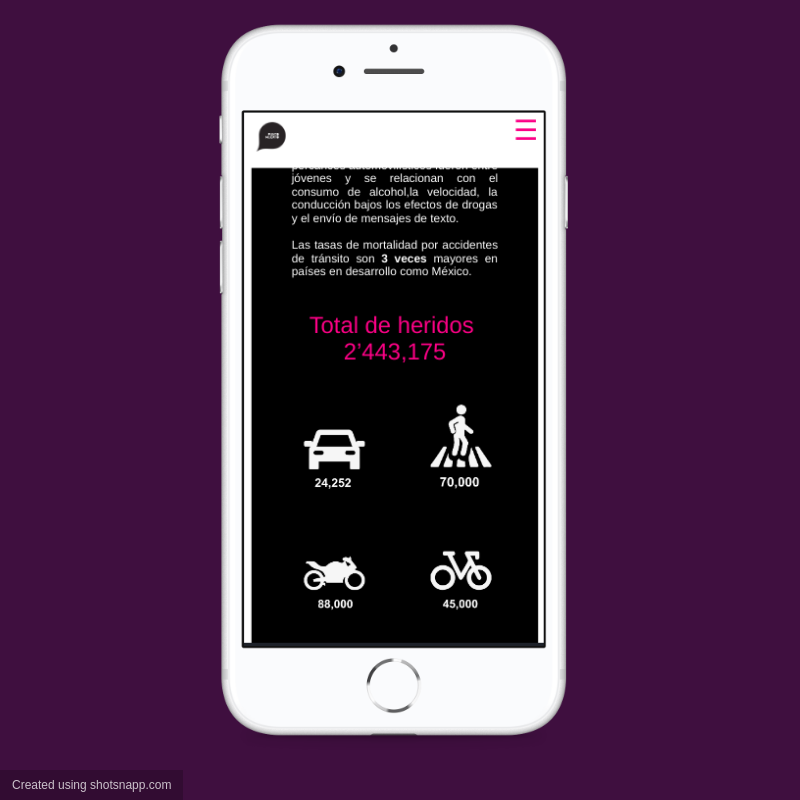 jóvenes y se relacionan con el
consumo de alcohol,la velocidad, la
conducción bajos los efectos de drogas
y el envío de mensajes de texto.
Las tasas de mortalidad por accidentes
de tránsito son 3 veces mayores en
países en desarrollo como México.
Total de heridos
2’443,175
24,252
70,000
88,000
45,000
Created using shotsnapp.com